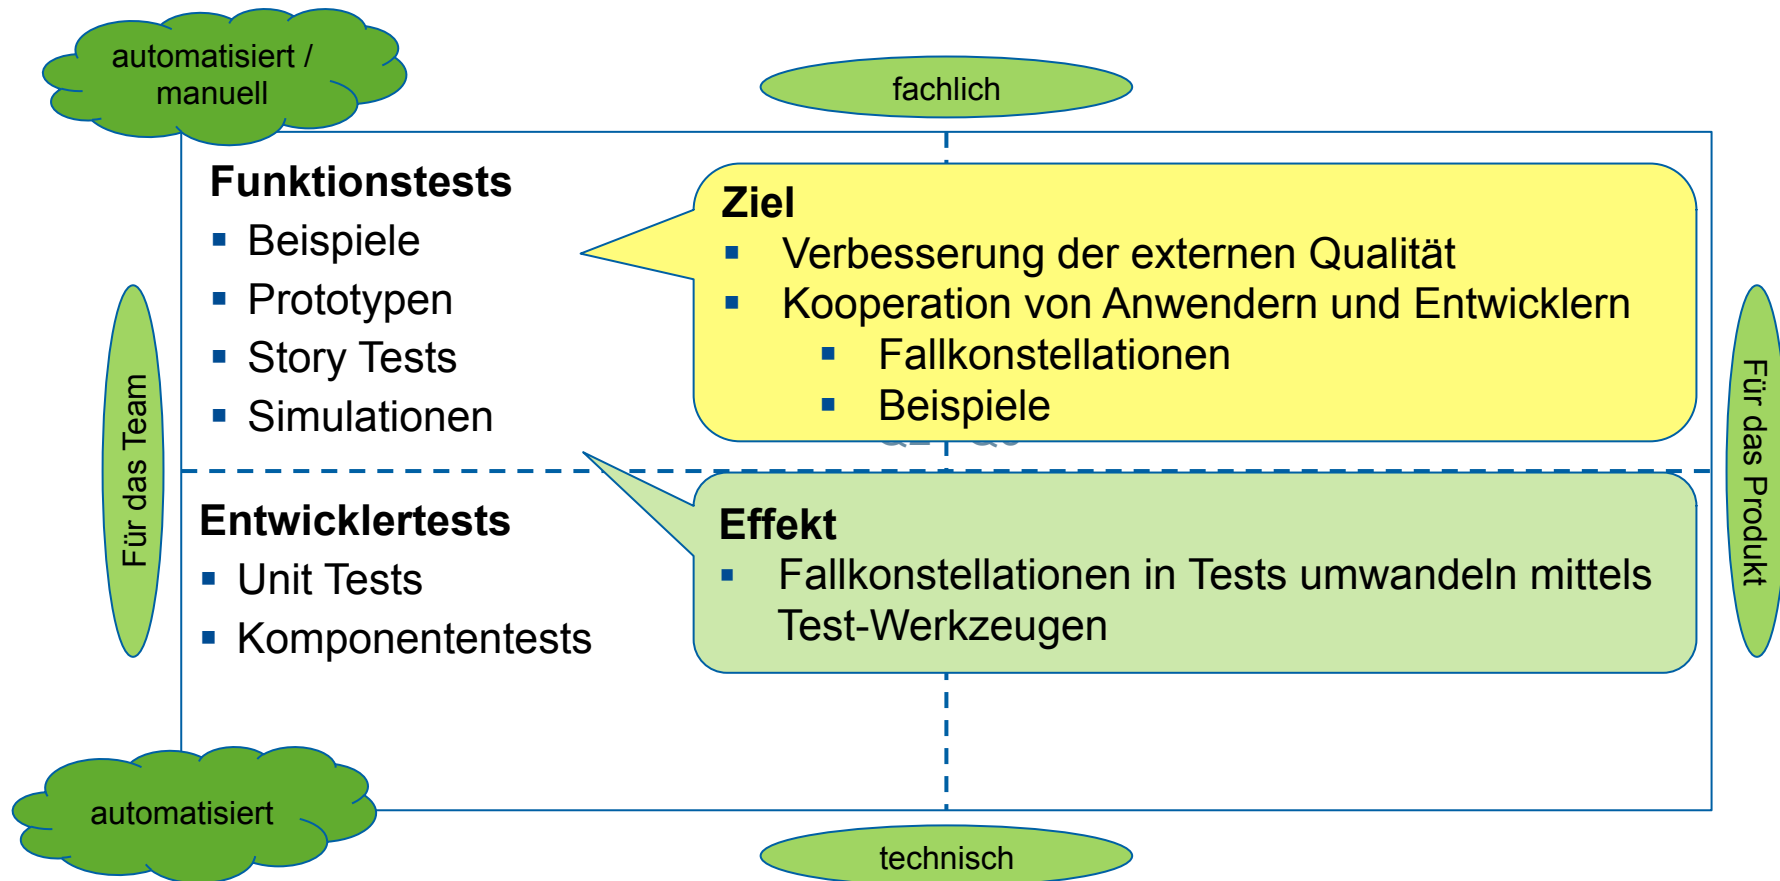 automatisiert /
manuell
fachlich
Funktionstests
▪ Beispiele
▪ Prototypen
▪ Story Tests
▪ Simulationen
Ziel
▪ Verbesserung der externen Qualität
▪ Kooperation von Anwendern und Entwicklern
▪ Fallkonstellationen
▪ Beispiele
Für das Team
Für das Produkt
Entwicklertests
▪ Unit Tests
▪ Komponententests
Effekt
▪ Fallkonstellationen in Tests umwandeln mittels
Test-Werkzeugen
automatisiert
technisch